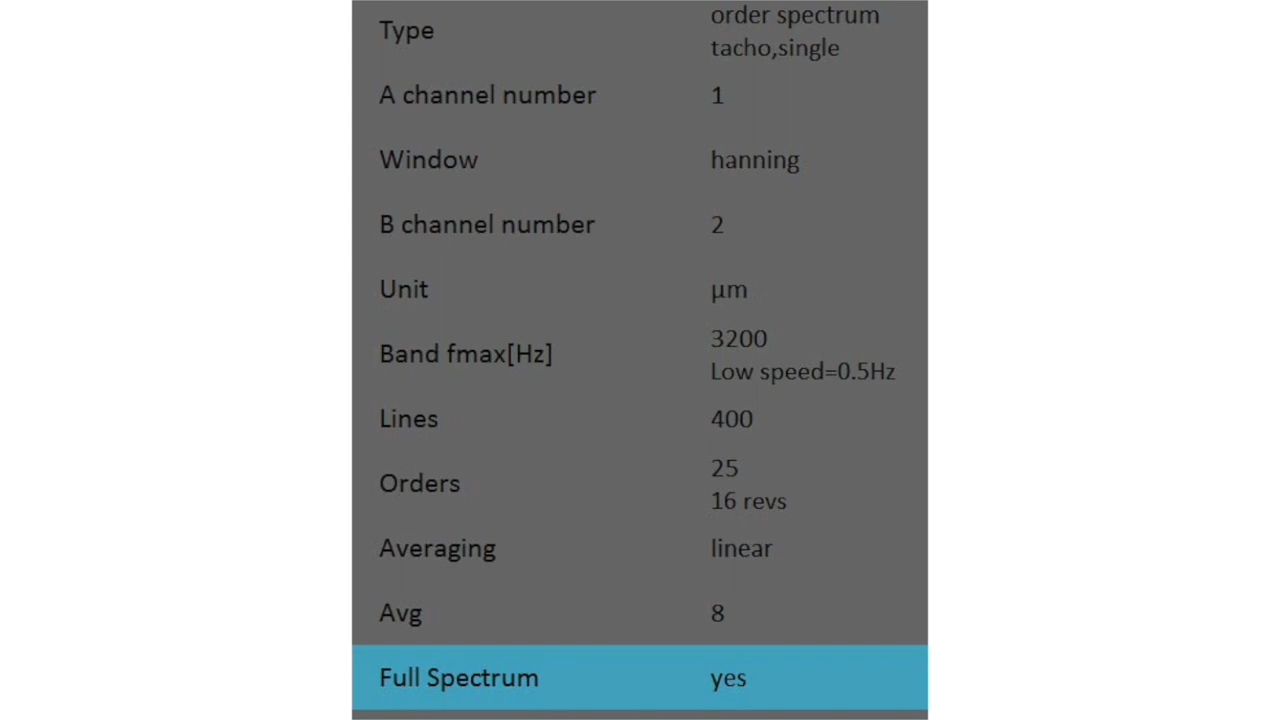 Type
order spectrum
tacho,single
A channel number 1
Window hanning
B channel number 2
Unit µm
Band fmax[Hz]
3200
Low speed=0.5Hz
Lines 400
Orders
25
16 revs
Averaging linear
Avg 8
Full Spectrum yes